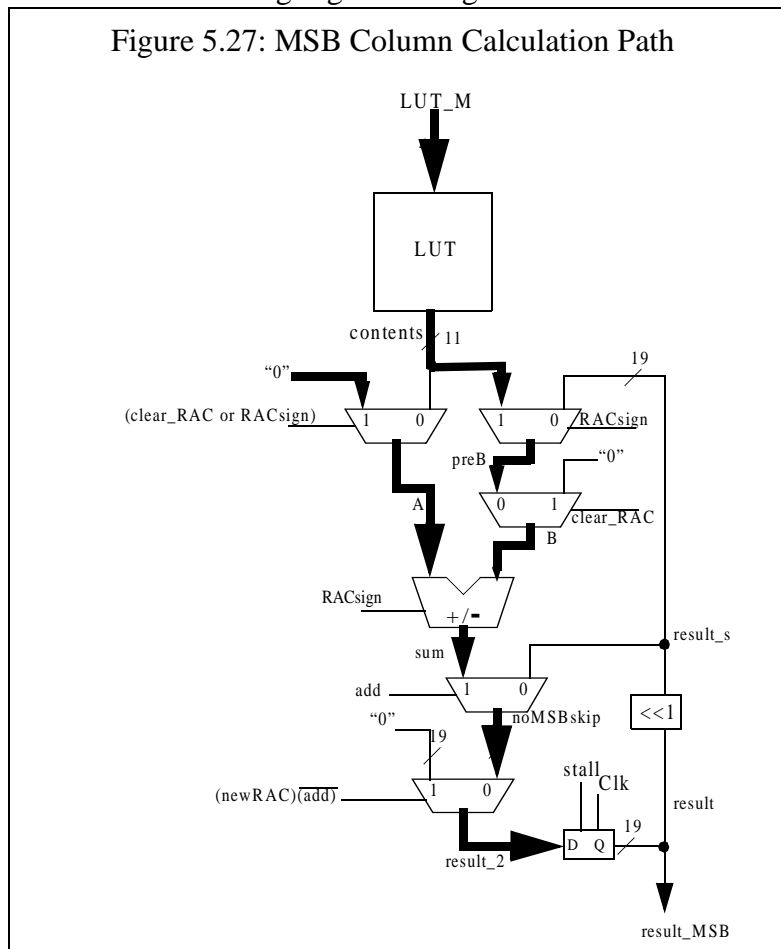 Figure 5.27: MSB Column Calculation Path
LUT_M
LUT
contents
11
"0"
19
(clear_RAC or RACsign)
1 0
1 0
RACsign
preB
"0"
0 1
clear_RAC
A
B
RACsign
+/-
sum
result_s
add
1 0
noMSBskip
<<1
"0"
19
stall
Clk
(newRAC)(add)
1 0
result
D Q
19
result_2
result_MSB